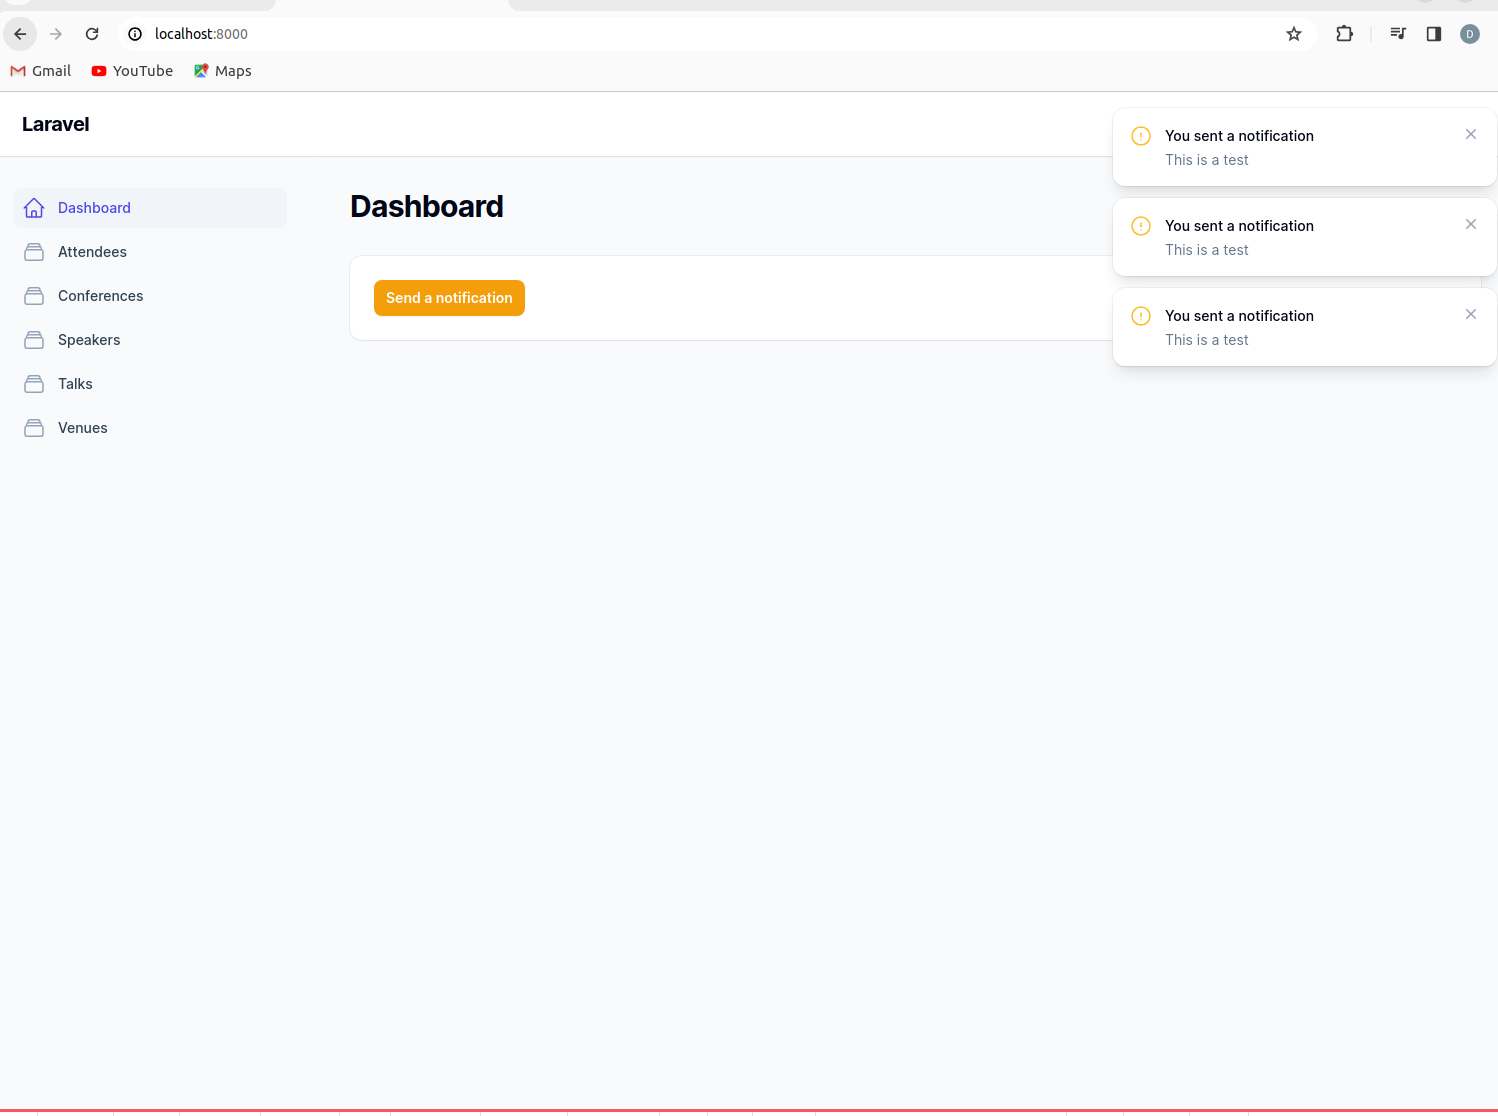 localhost:8000
D
Gmail YouTube Maps
Laravel
Dashboard
Attendees
Conferences
Speakers
Talks
Venues
Dashboard
Send a notification
You sent a notification
This is a test
You sent a notification
This is a test
You sent a notification
This is a test